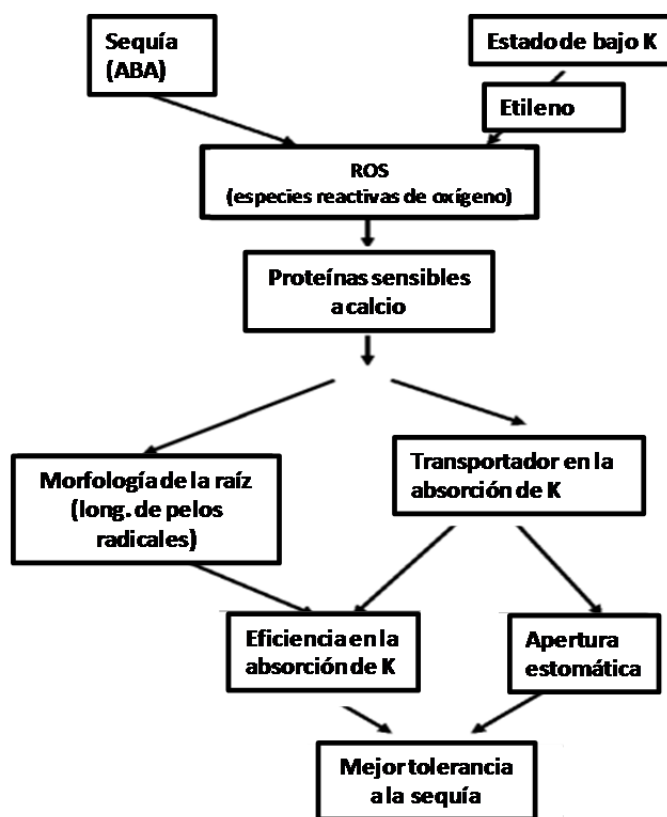 Sequía
(ABA)
Estado de bajo K
Etileno
ROS
(especies reactivas de oxígeno)
Proteínas sensibles
a calcio
Morfología de la raíz
(long. de pelos
radicales)
Transportador en la
absorción de K
Eficiencia en la
absorción de K
Apertura
estomática
Mejor tolerancia
a la sequía